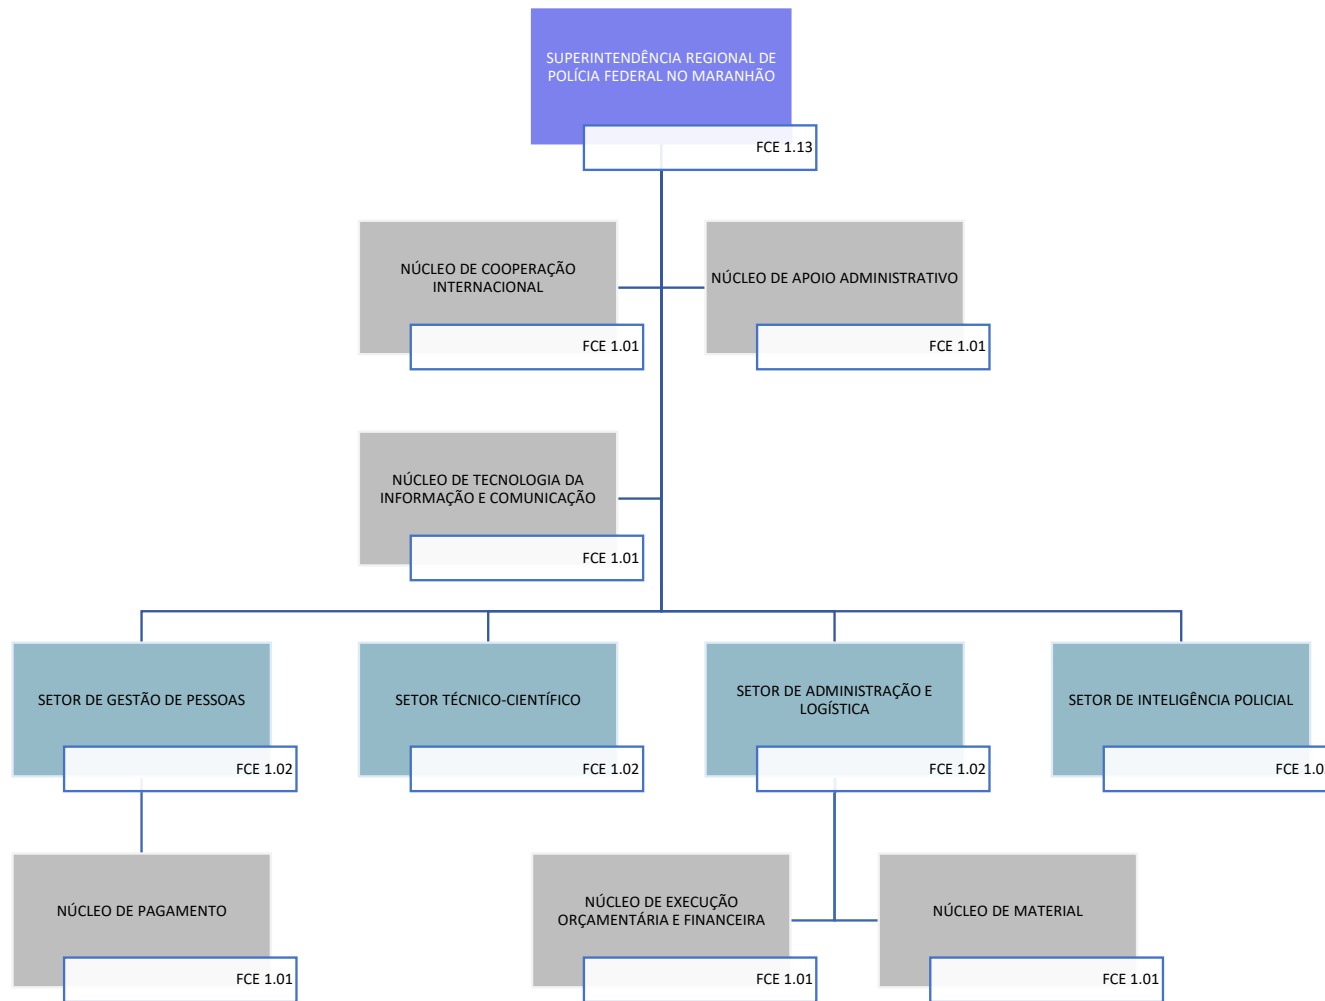 SUPERINTENDÊNCIA REGIONAL DE
POLÍCIA FEDERAL NO MARANHÃO
FCE 1.13
NÚCLEO DE COOPERAÇÃO
INTERNACIONAL
FCE 1.01
NÚCLEO DE APOIO ADMINISTRATIVO
FCE 1.01
NÚCLEO DE TECNOLOGIA DA
INFORMAÇÃO E COMUNICAÇÃO
FCE 1.01
SETOR DE GESTÃO DE PESSOAS
FCE 1.02
SETOR TÉCNICO-CIENTÍFICO
FCE 1.02
SETOR DE ADMINISTRAÇÃO E
LOGÍSTICA
FCE 1.02
SETOR DE INTELIGÊNCIA POLICIAL
FCE
NÚCLEO DE PAGAMENTO
FCE 1.01
NÚCLEO DE EXECUÇÃO
ORÇAMENTÁRIA E FINANCEIRA
FCE 1.01
NÚCLEO DE MATERIAL
FCE 1.01